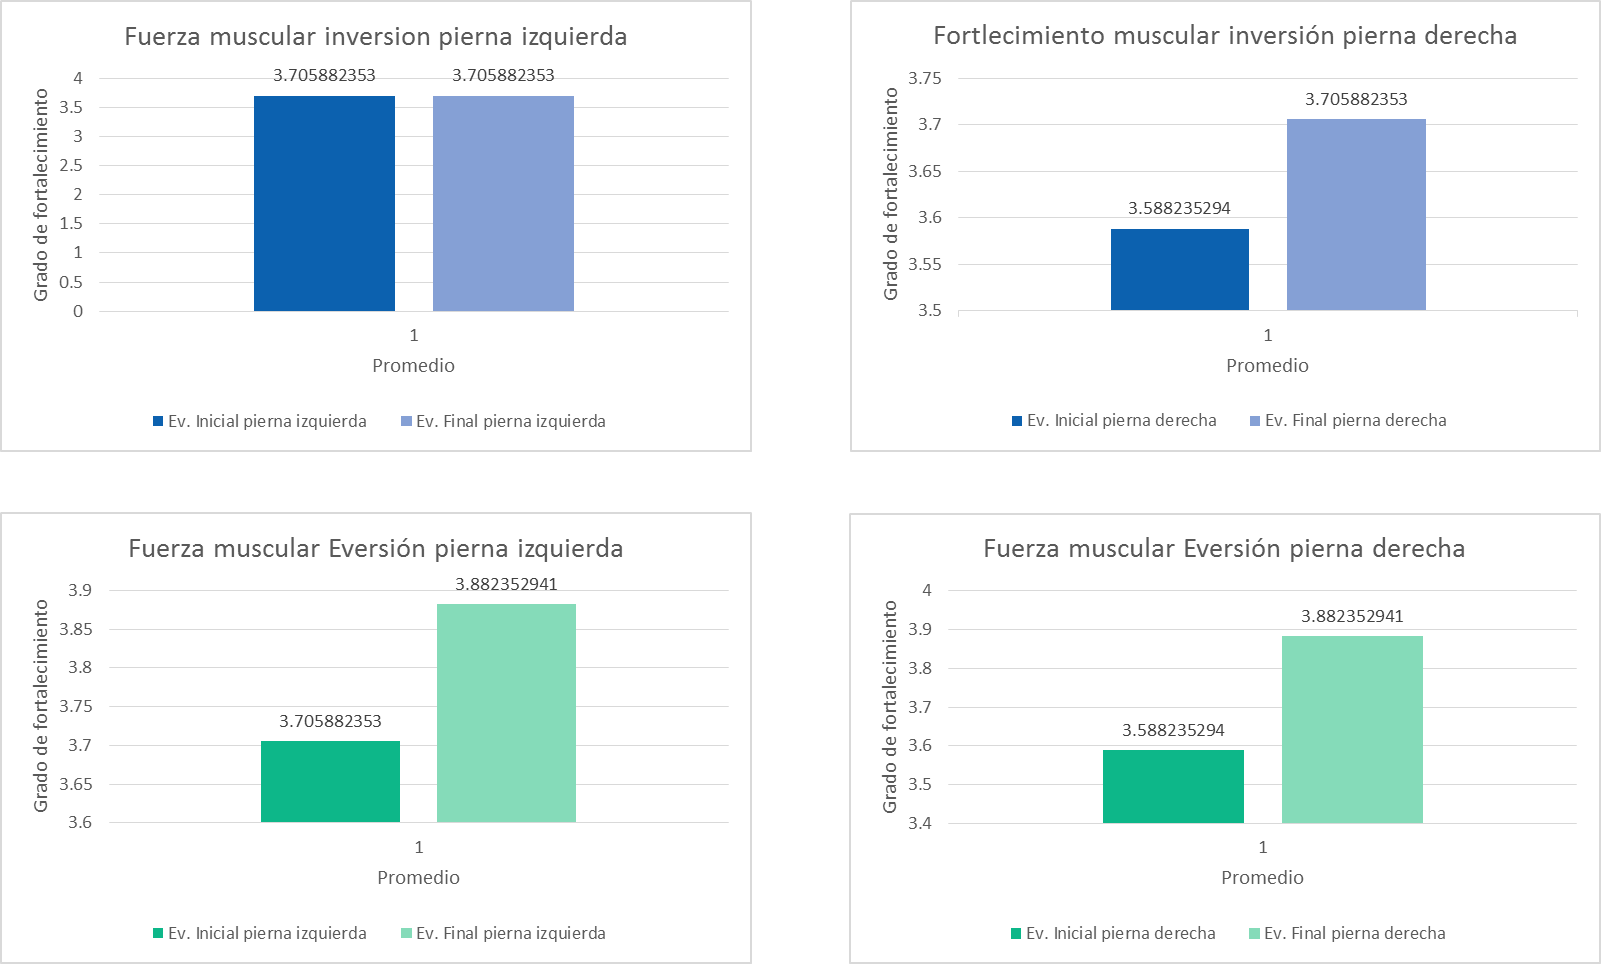 Fuerza muscular inversion pierna izquierda
Grado de fortalecimiento
4
3.5
3
2.5
2
1.5
1
0.5
0
3.705882353
3.705882353
1
Promedio
Ev. Inicial pierna izquierda
Ev. Final pierna izquierda
Fortlecimiento muscular inversión pierna derecha
Grado de fortalecimiento
3.75
3.7
3.65
3.6
3.55
3.5
3.588235294
3.705882353
1
Promedio
Ev. Inicial pierna derecha
Ev. Final pierna derecha
Fuerza muscular Eversión pierna izquierda
Grado de fortalecimiento
3.9
3.85
3.8
3.75
3.7
3.65
3.6
3.705882353
3.882352941
1
Promedio
Ev. Inicial pierna izquierda
Ev. Final pierna izquierda
Fuerza muscular Eversión pierna derecha
Grado de fortalecimiento
4
3.9
3.8
3.7
3.6
3.5
3.4
3.588235294
3.882352941
1
Promedio
Ev. Inicial pierna derecha
Ev. Final pierna derecha